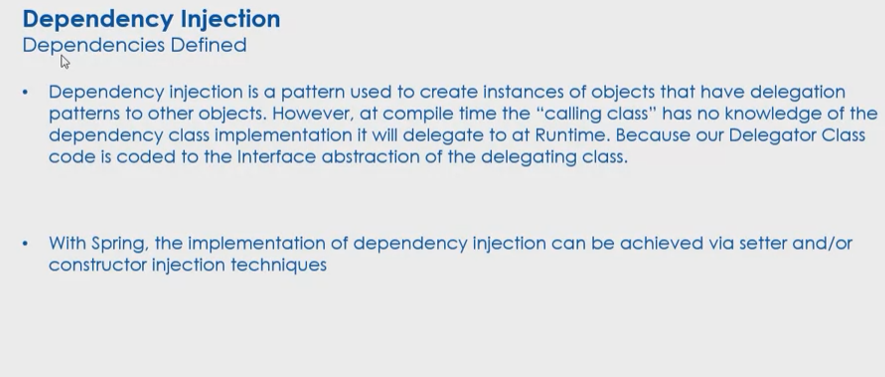 Dependency Injection
Dependencies Defined
• Dependency injection is a pattern used to create instances of objects that have delegation
patterns to other objects. However, at compile time the “calling class” has no knowledge of the
dependency class implementation it will delegate to at Runtime. Because our Delegator Class
code is coded to the Interface abstraction of the delegating class.
• With Spring, the implementation of dependency injection can be achieved via setter and/or
constructor injection techniques